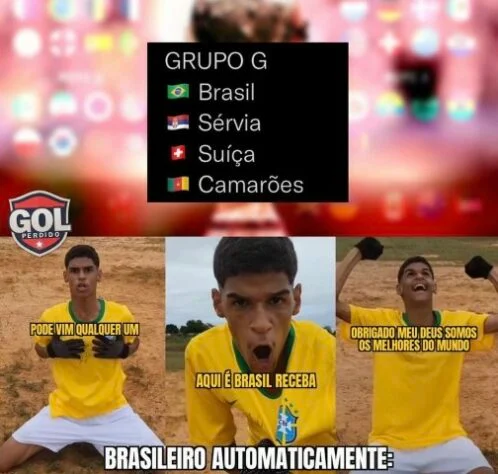 GRUPO G
Brasil
Sérvia
Suíça
Camarões
GOL
PERDIDO
PODE VIM QUALQUER UM
AQUI É BRASIL RECEBA
OBRIGADO MEU DEUS SOMOS
OS MELHORES DO MUNDO
BRASILEIRO AUTOMATICAMENTE: